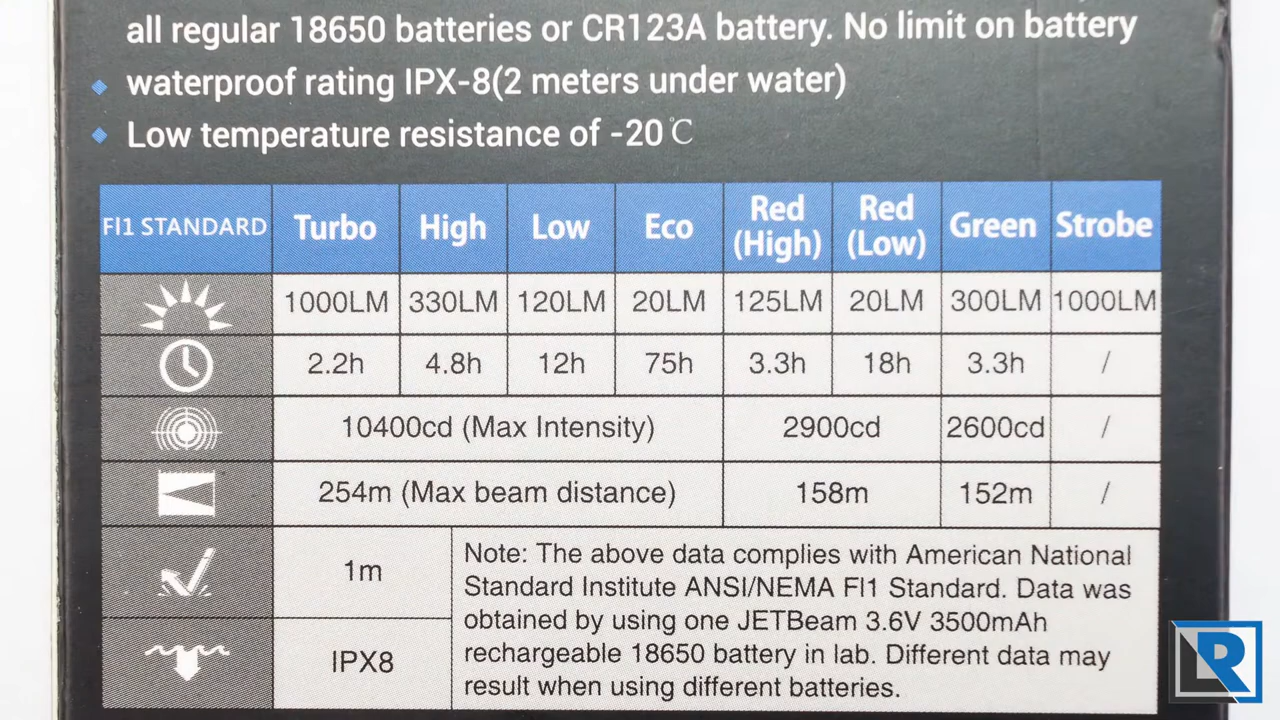 all regular 18650 batteries or CR123A battery. No limit on battery
waterproof rating IPX-8(2 meters under water)
Low temperature resistance of -20℃
FI1 STANDARD Turbo High Low Eco Red (High) Red (Low) Green Strobe
1000LM 330LM 120LM 20LM 125LM 20LM 300LM 1000LM
2.2h 4.8h 12h 75h 3.3h 18h 3.3h /
10400cd (Max Intensity) 2900cd 2600cd /
254m (Max beam distance) 158m 152m /
1m
IPX8
Note: The above data complies with American National
Standard Institute ANSI/NEMA FI1 Standard. Data was
obtained by using one JETBeam 3.6V 3500mAh
rechargeable 18650 battery in lab. Different data may
result when using different batteries.
LR